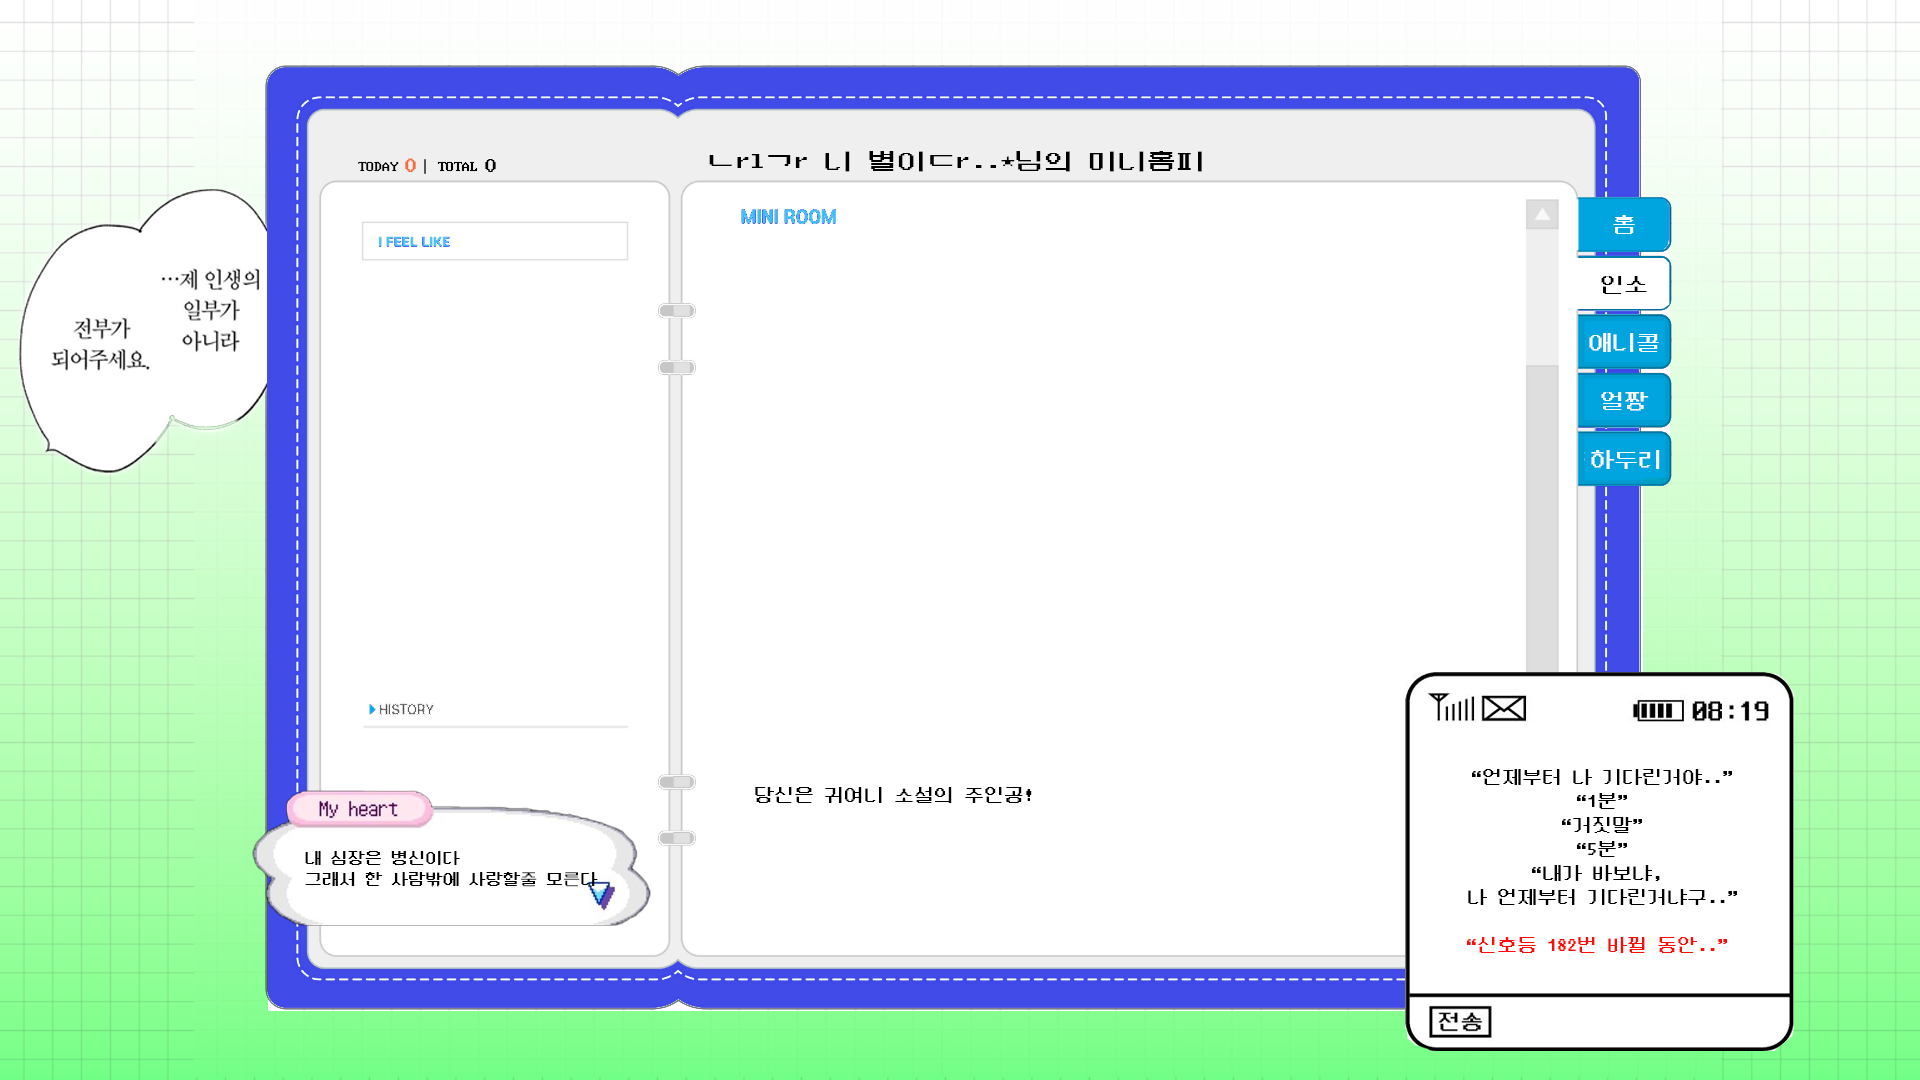 TODAY 0 | TOTAL 0
ㄴr1ㄱr 니 별이ㄷr..*님의 미니홈피
I FEEL LIKE
MINI ROOM
홈
인소
애니콜
얼짱
하두리
…제 인생의
일부가
아니라
전부가
되어주세요.
HISTORY
당신은 귀여니 소설의 주인공!
My heart
내 심장은 병신이다
그래서 한 사람밖에 사랑할줄 모른다
08:19
“언제부터 나 기다린거야..”
“1분”
“거짓말”
“5분”
“내가 바보냐,
나 언제부터 기다린거냐구..”
“신호등 182번 바뀔 동안..”
전송